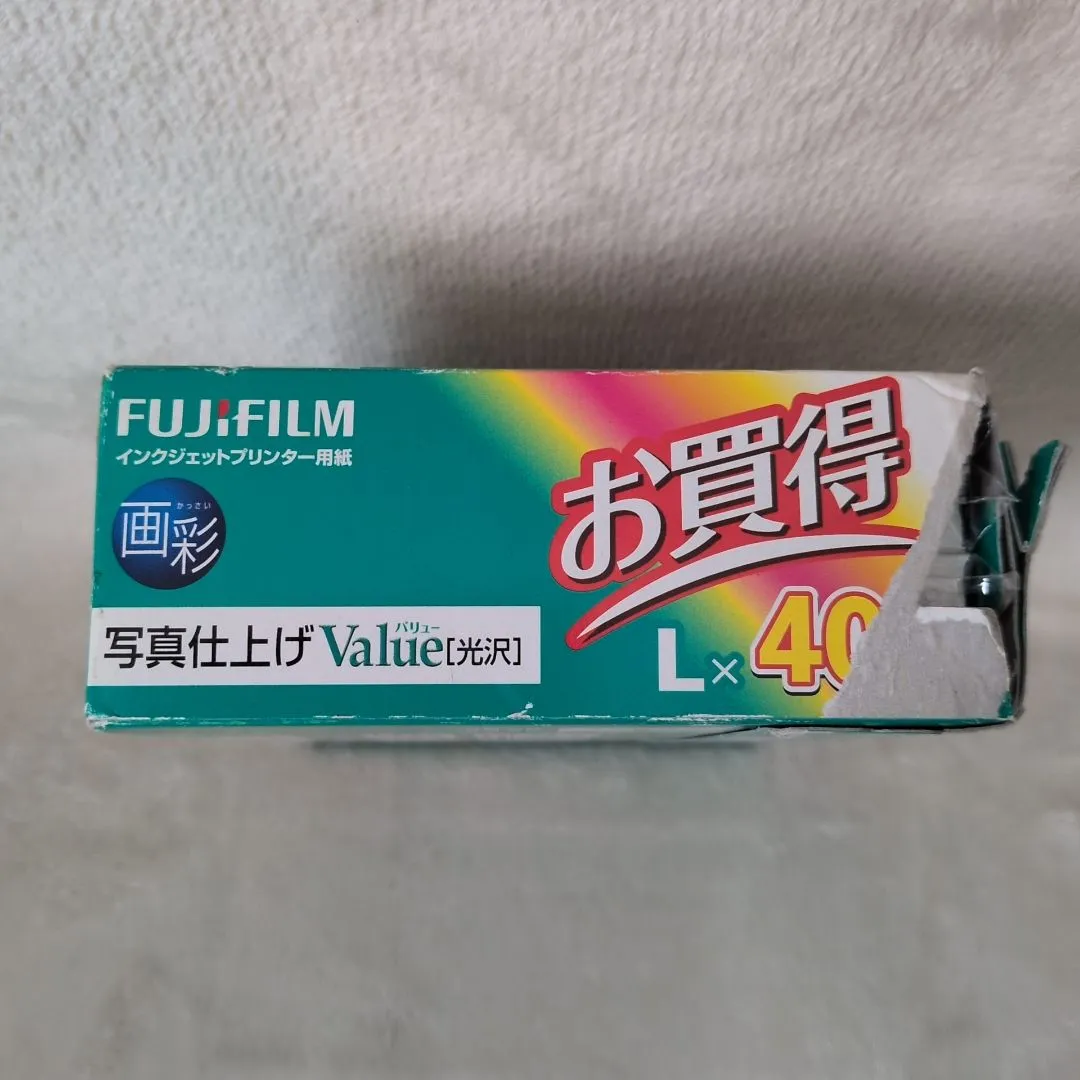 FUJIFILM
インクジェットプリンター用紙
かっさい
画彩
写真仕上げ Value[光沢]
バリュー
お買得
L×40